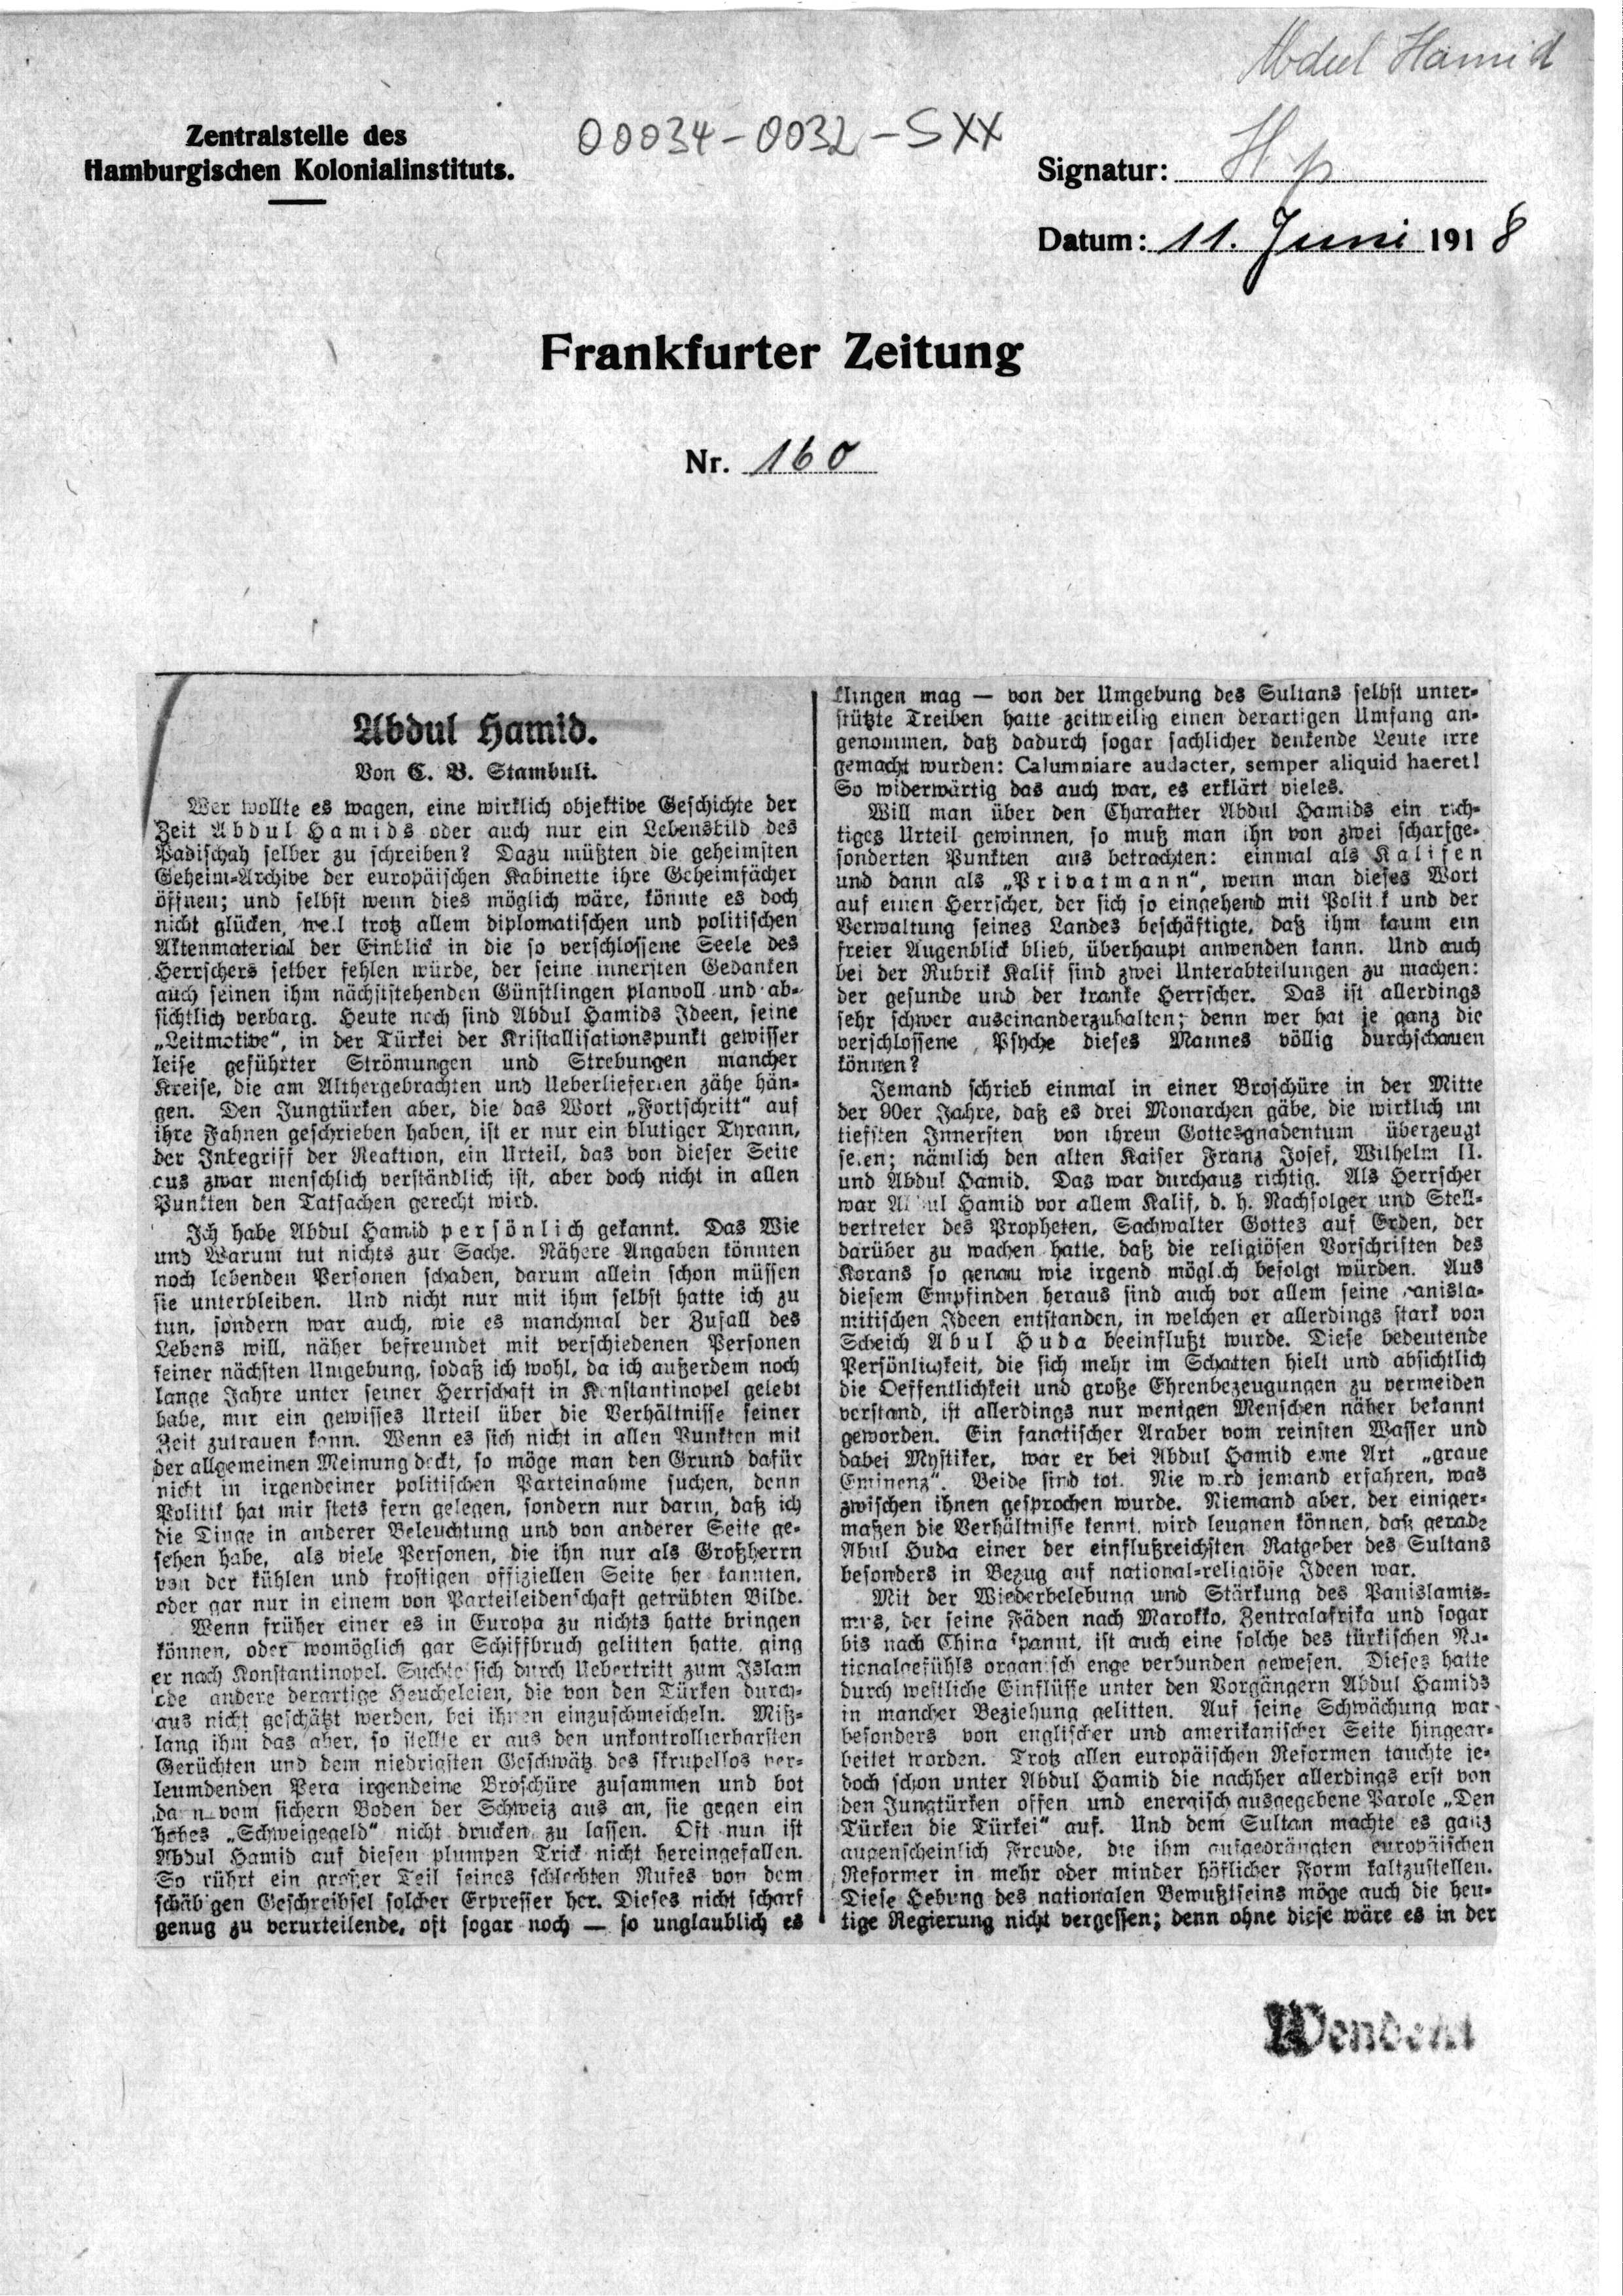 Abdul Hamid
Zentralstelle des
Hamburgischen Kolonialinstituts.
00034-0032-SXX
Signatur: Hp
Datum: 11. Juni 1918
Frankfurter Zeitung
Nr. 160
Abdul Hamid.
Von C. B. Stambuli.
Wer wollte es wagen, eine wirklich objektive Geschichte der
Zeit Abdul Hamids oder auch nur ein Lebensbild des
Padischah selber zu schreiben? Dazu müßten die geheimsten
Geheim-Archive der europäischen Kabinette ihre Geheimfächer
öffnen; und selbst wenn dies möglich wäre, könnte es doch
nicht glücken, weil trotz allem diplomatischen und politischen
Aktenmaterial der Einblick in die so verschlossene Seele des
Herrschers selber fehlen würde, der seine innersten Gedanken
auch seinen ihm nächststehenden Günstlingen planvoll und ab-
sichtlich verbarg. Heute noch sind Abdul Hamids Ideen, seine
„Leitmotive“, in der Türkei der Kristallisationspunkt gewisser
leise geführter Strömungen und Strebungen mancher
Kreise, die am Althergebrachten und Ueberlieferten zähe hän-
gen. Den Jungtürken aber, die das Wort „Fortschritt“ auf
ihre Fahnen geschrieben haben, ist er nur ein blutiger Tyrann,
der Inbegriff der Reaktion, ein Urteil, das von dieser Seite
aus zwar menschlich verständlich ist, aber doch nicht in allen
Punkten den Tatsachen gerecht wird.
Ich habe Abdul Hamid persönlich gekannt. Das Wie
und Warum tut nichts zur Sache. Nähere Angaben könnten
noch lebenden Personen schaden, darum allein schon müssen
sie unterbleiben. Und nicht nur mit ihm selbst hatte ich zu
tun, sondern war auch, wie es manchmal der Zufall des
Lebens will, näher befreundet mit verschiedenen Personen
seiner nächsten Umgebung, sodaß ich wohl, da ich außerdem noch
lange Jahre unter seiner Herrschaft in Konstantinopel gelebt
habe, mir ein gewisses Urteil über die Verhältnisse seiner
Zeit zutrauen kann. Wenn es sich nicht in allen Punkten mit
der allgemeinen Meinung deckt, so möge man den Grund dafür
nicht in irgendeiner politischen Parteinahme suchen, denn
Politik hat mir stets fern gelegen, sondern nur darin, daß ich
die Dinge in anderer Beleuchtung und von anderer Seite ge-
sehen habe, als viele Personen, die ihn nur als Großherrn
von der kühlen und frostigen offiziellen Seite her kannten,
oder gar nur in einem von Parteileidenschaft getrübten Bilde.
Wenn früher einer es in Europa zu nichts hatte bringen
können, oder womöglich gar Schiffbruch gelitten hatte, ging
er nach Konstantinopel. Suchte sich durch Uebertritt zum Islam
ode andere derartige Heucheleien, die von den Türken durch-
aus nicht geschätzt werden, bei ihnen einzuschmeicheln. Miß-
lang ihm das aber, so stellte er aus den unkontrollierbarsten
Gerüchten und dem niedrigsten Geschwätz des skrupellos ver-
leumdenden Pera irgendeine Broschüre zusammen und bot
dann vom sichern Boden der Schweiz aus an, sie gegen ein
hohes „Schweigegeld“ nicht drucken zu lassen. Oft nun ist
Abdul Hamid auf diesen plumpen Trick nicht hereingefallen.
So rührt ein großer Teil seines schlechten Rufes von dem
schäbigen Geschreibsel solcher Erpresser her. Dieses nicht scharf
genug zu verurteilende, oft sogar noch — so unglaublich es
klingen mag — von der Umgebung des Sultans selbst unter-
stützte Treiben hatte zeitweilig einen derartigen Umfang an-
genommen, daß dadurch sogar sachlicher denkende Leute irre
gemacht wurden: Calumniare audacter, semper aliquid haeret!
So widerwärtig das auch war, es erklärt vieles.
Will man über den Charakter Abdul Hamids ein rich-
tiges Urteil gewinnen, so muß man ihn von zwei scharfge-
sonderten Punkten aus betrachten: einmal als Kalifen
und dann als „Privatmann“, wenn man dieses Wort
auf einen Herrscher, der sich so eingehend mit Politik und der
Verwaltung seines Landes beschäftigte, daß ihm kaum ein
freier Augenblick blieb, überhaupt anwenden kann. Und auch
bei der Rubrik Kalif sind zwei Unterabteilungen zu machen:
der gesunde und der kranke Herrscher. Das ist allerdings
sehr schwer auseinanderzuhalten; denn wer hat je ganz die
verschlossene Psyche dieses Mannes völlig durchschauen
können?
Jemand schrieb einmal in einer Broschüre in der Mitte
der 90er Jahre, daß es drei Monarchen gäbe, die wirklich im
tiefsten Innersten von ihrem Gottesgnadentum überzeugt
seien; nämlich den alten Kaiser Franz Josef, Wilhelm II.
und Abdul Hamid. Das war durchaus richtig. Als Herrscher
war Abdul Hamid vor allem Kalif, d. h. Nachfolger und Stell-
vertreter des Propheten, Sachwalter Gottes auf Erden, der
darüber zu wachen hatte, daß die religiösen Vorschriften des
Korans so genau wie irgend möglich befolgt würden. Aus
diesem Empfinden heraus sind auch vor allem seine panisla-
mitischen Ideen entstanden, in welchen er allerdings stark von
Scheich Abul Huda beeinflußt wurde. Diese bedeutende
Persönlichkeit, die sich mehr im Schatten hielt und absichtlich
die Oeffentlichkeit und große Ehrenbezeugungen zu vermeiden
verstand, ist allerdings nur wenigen Menschen näher bekannt
geworden. Ein fanatischer Araber vom reinsten Wasser und
dabei Mystiker, war er bei Abdul Hamid eine Art „graue
Eminenz“. Beide sind tot. Nie wird jemand erfahren, was
zwischen ihnen gesprochen wurde. Niemand aber, der einiger-
maßen die Verhältnisse kennt, wird leugnen können, daß gerade
Abul Huda einer der einflußreichsten Ratgeber des Sultans
besonders in Bezug auf national-religiöse Ideen war.
Mit der Wiederbelebung und Stärkung des Panislamis-
mus, der seine Fäden nach Marokko, Zentralafrika und sogar
bis nach China spannt, ist auch eine solche des türkischen Na-
tionalgefühls organisch enge verbunden gewesen. Dieses hatte
durch westliche Einflüsse unter den Vorgängern Abdul Hamids
in mancher Beziehung gelitten. Auf seine Schwächung war
besonders von englischer und amerikanischer Seite hingear-
beitet worden. Trotz allen europäischen Reformen tauchte je-
doch schon unter Abdul Hamid die nachher allerdings erst von
den Jungtürken offen und energisch ausgegebene Parole „Den
Türken die Türkei“ auf. Und dem Sultan machte es ganz
augenscheinlich Freude, die ihm aufgedrängten europäischen
Reformer in mehr oder minder höflicher Form kaltzustellen.
Diese Hebung des nationalen Bewußtseins möge auch die heu-
tige Regierung nicht vergessen; denn ohne diese wäre es in der
Wenden